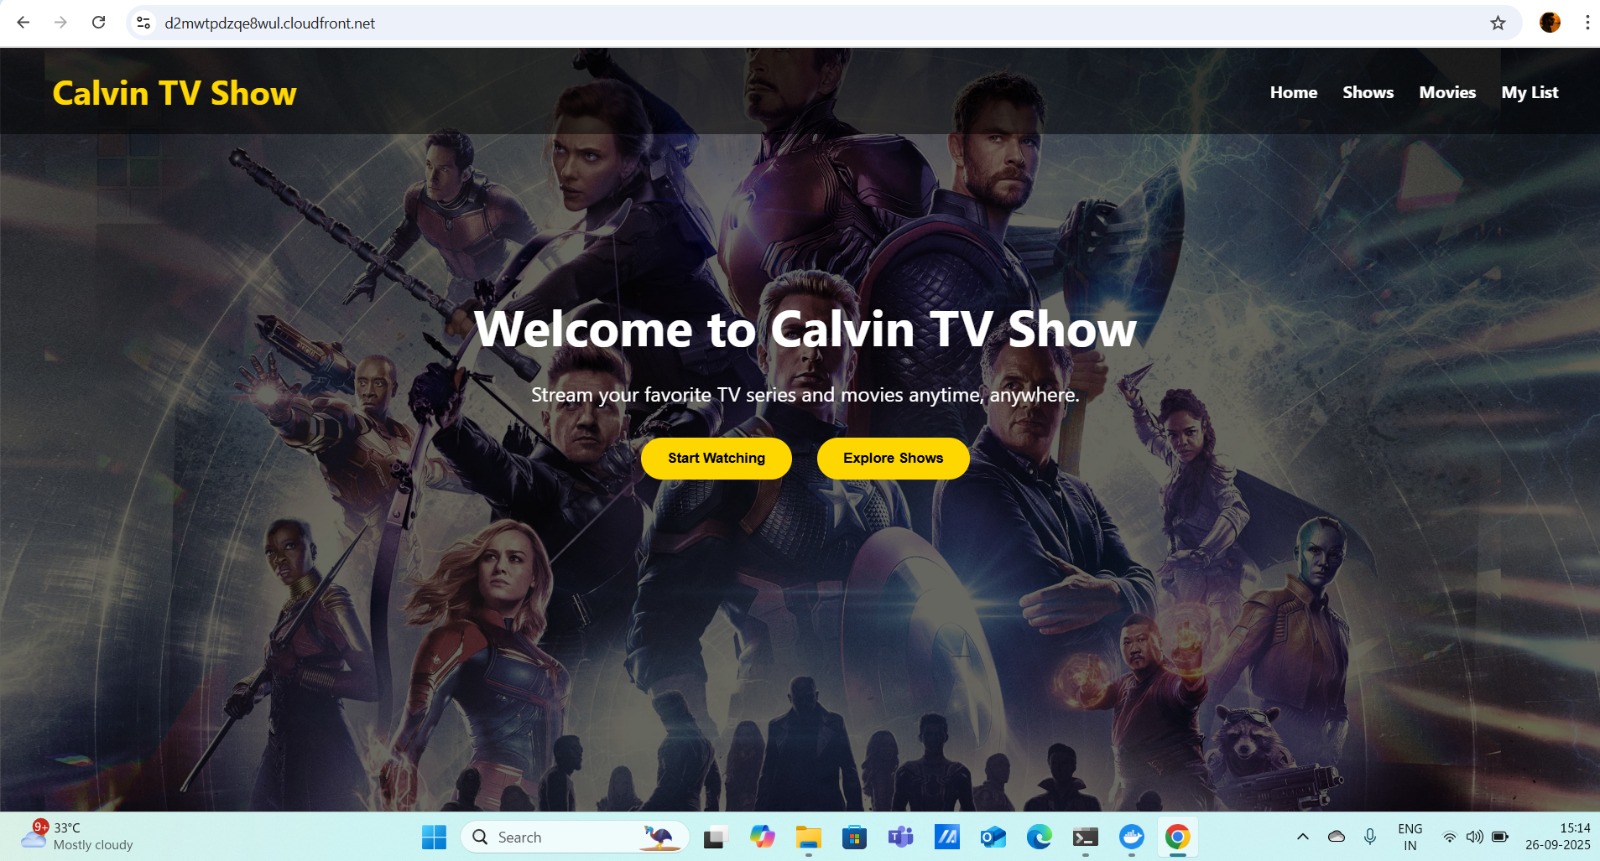 d2mwtpdzqe8wul.cloudfront.net
Calvin TV Show
Home Shows Movies My List
Welcome to Calvin TV Show
Stream your favorite TV series and movies anytime, anywhere.
Start Watching Explore Shows
9+ 33°C
Mostly cloudy
Search
ENG
IN
15:14
26-09-2025